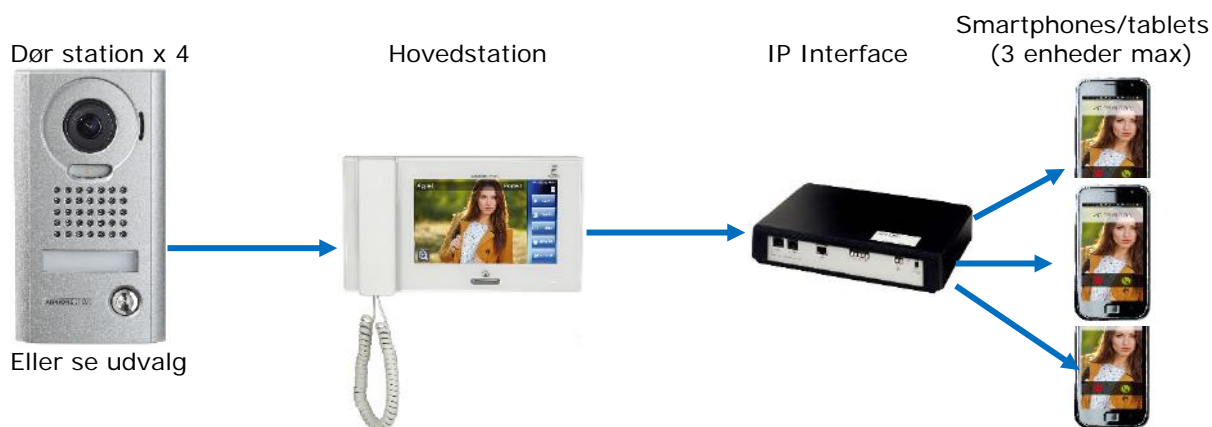 Smartphones/tablets
Dør station x 4
Hovedstation
IP Interface
(3 enheder max)
Eller se udvalg